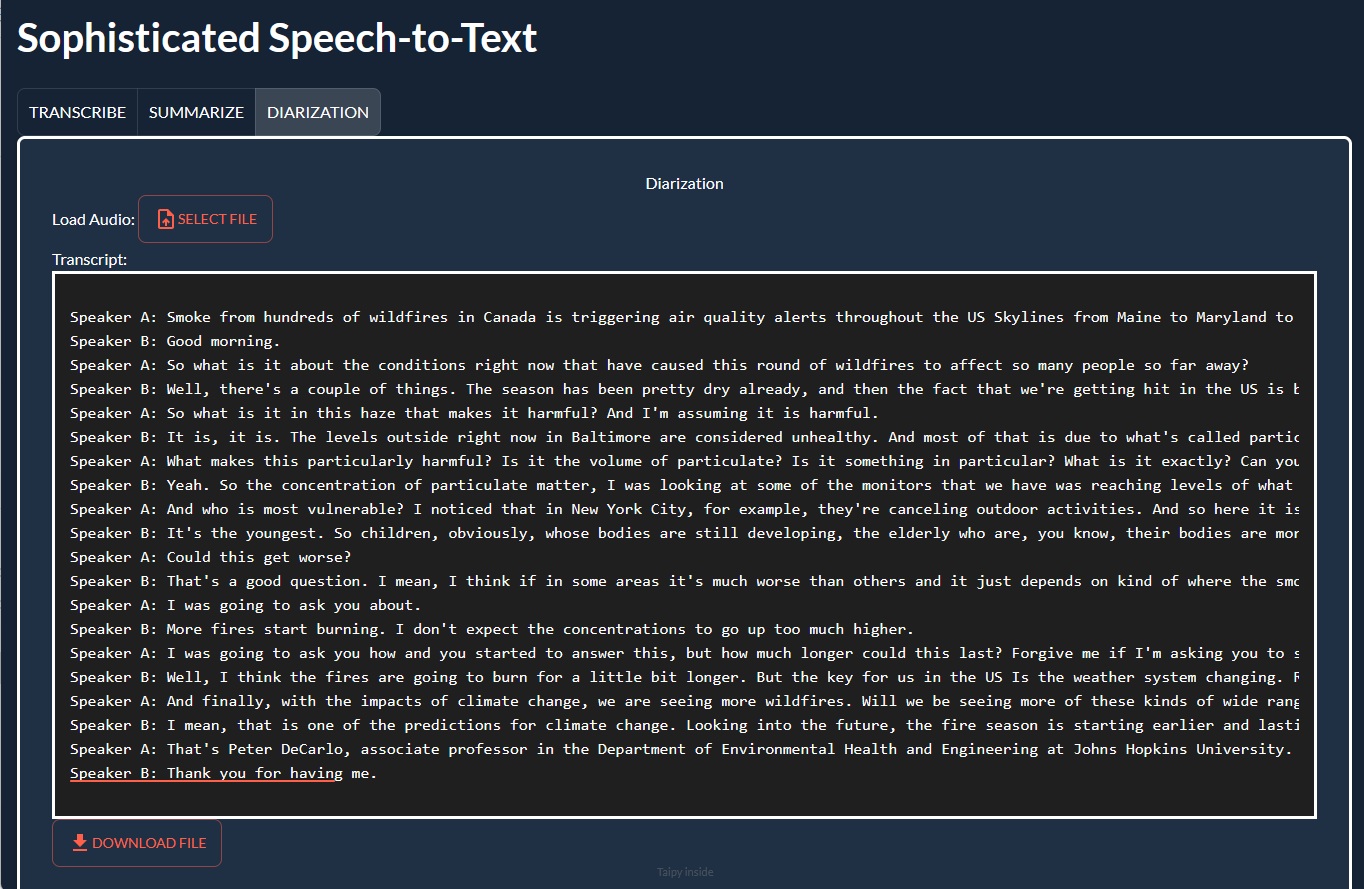 Sophisticated Speech-to-Text
TRANSCRIBE SUMMARIZE DIARIZATION
Diarization
Load Audio: SELECT FILE
Transcript:
Speaker A: Smoke from hundreds of wildfires in Canada is triggering air quality alerts throughout the US Skylines from Maine to Maryland to
Speaker B: Good morning.
Speaker A: So what is it about the conditions right now that have caused this round of wildfires to affect so many people so far away?
Speaker B: Well, there's a couple of things. The season has been pretty dry already, and then the fact that we're getting hit in the US is
Speaker A: So what is it in this haze that makes it harmful? And I'm assuming it is harmful.
Speaker B: It is, it is. The levels outside right now in Baltimore are considered unhealthy. And most of that is due to what's called partic
Speaker A: What makes this particularly harmful? Is it the volume of particulate? Is it something in particular? What is it exactly? Can you
Speaker B: Yeah. So the concentration of particulate matter, I was looking at some of the monitors that we have was reaching levels of what
Speaker A: And who is most vulnerable? I noticed that in New York City, for example, they're canceling outdoor activities. And so here it is
Speaker B: It's the youngest. So children, obviously, whose bodies are still developing, the elderly who are, you know, their bodies are mor
Speaker A: Could this get worse?
Speaker B: That's a good question. I mean, I think if in some areas it's much worse than others and it just depends on kind of where the smo
Speaker A: I was going to ask you about.
Speaker B: More fires start burning. I don't expect the concentrations to go up too much higher.
Speaker A: I was going to ask you how and you started to answer this, but how much longer could this last? Forgive me if I'm asking you to s
Speaker B: Well, I think the fires are going to burn for a little bit longer. But the key for us in the US Is the weather system changing. R
Speaker A: And finally, with the impacts of climate change, we are seeing more wildfires. Will we be seeing more of these kinds of wide rang
Speaker B: I mean, that is one of the predictions for climate change. Looking into the future, the fire season is starting earlier and lasti
Speaker A: That's Peter DeCarlo, associate professor in the Department of Environmental Health and Engineering at Johns Hopkins University.
Speaker B: Thank you for having me.
DOWNLOAD FILE
Taipy Inside